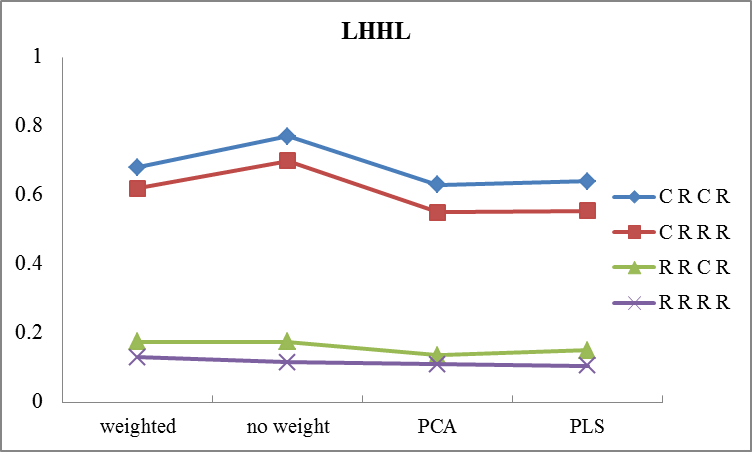 LHHL
1
0.8
0.6
0.4
0.2
0
weighted no weight PCA PLS
C R C R
C R R R
R R C R
R R R R